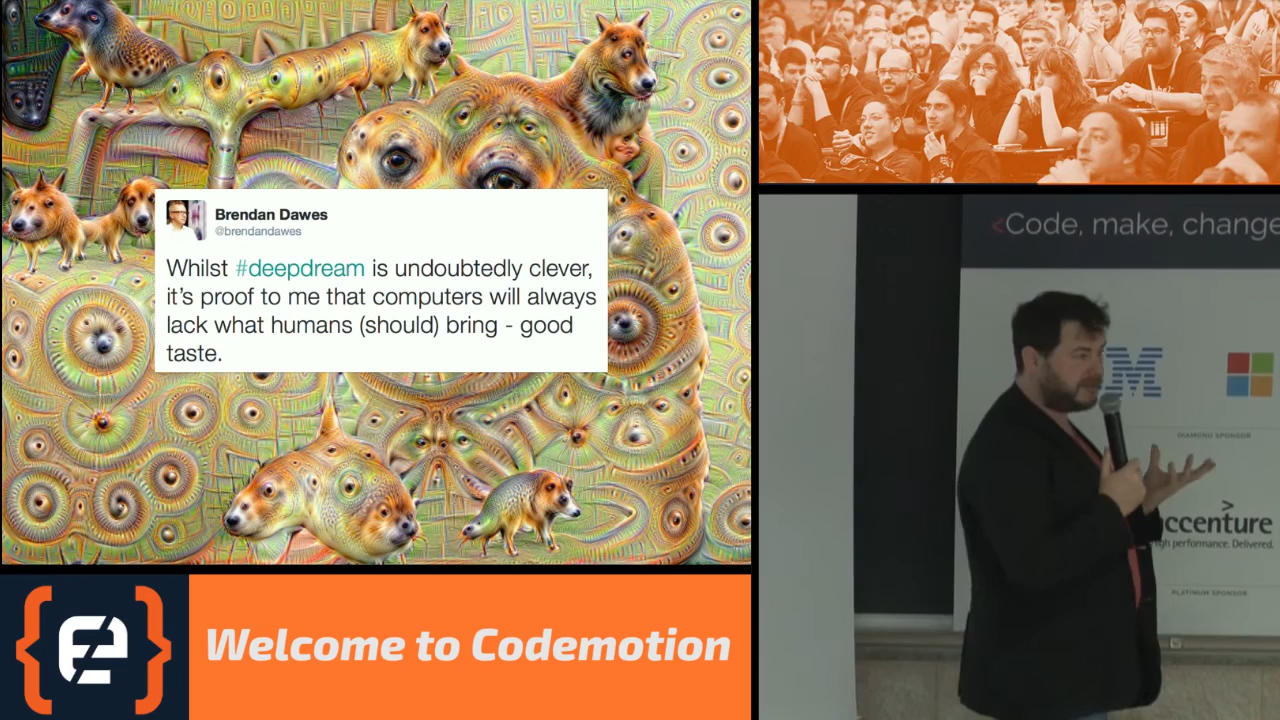 Brendan Dawes
@brendandawes
Whilst #deepdream is undoubtedly clever,
it's proof to me that computers will always
lack what humans (should) bring - good
taste.
Welcome to Codemotion
<Code, make, change
M
DIAMOND SPONSOR
accenture
high performance. Delivered.
PLATINUM SPONSOR